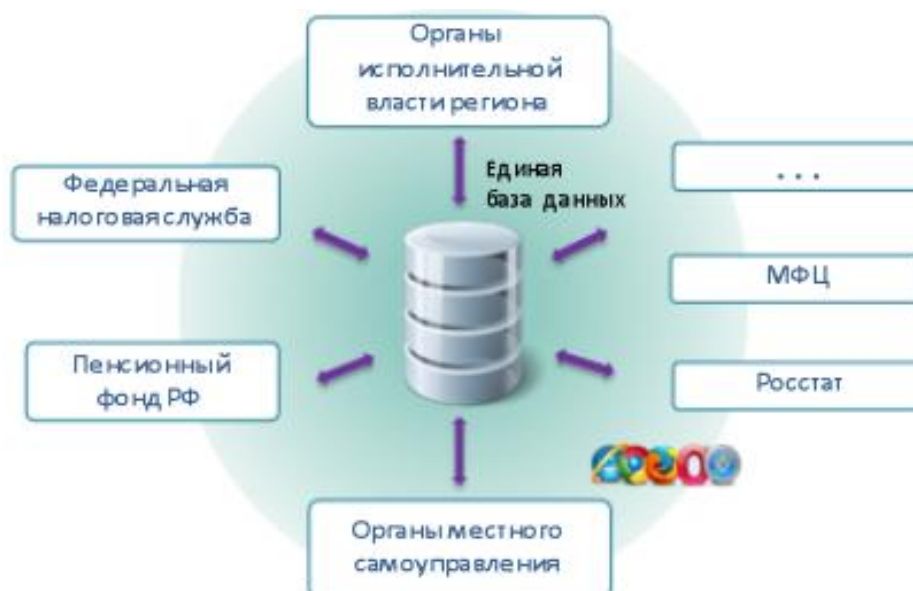 Органы
исполнительной
власти региона
Единая
база данных
Федеральная
налоговая служба
. . .
МФЦ
Пенсионный
фонд РФ
Росстат
Органы местного
самоуправления